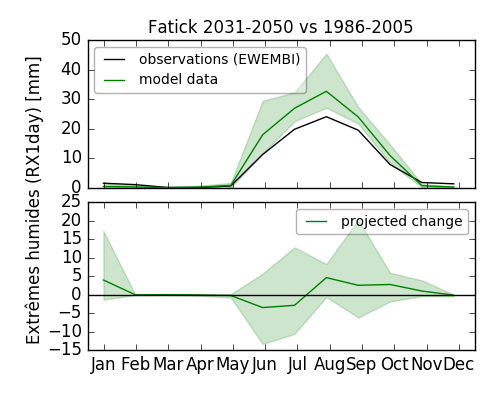 Fatick 2031-2050 vs 1986-2005
Extrêmes humides (RX1day) [mm]
50
40
30
20
10
0
observations (EWEMBI)
model data
25
20
15
10
5
0
−5
−10
−15
projected change
Jan Feb Mar Apr May Jun Jul Aug Sep Oct Nov Dec